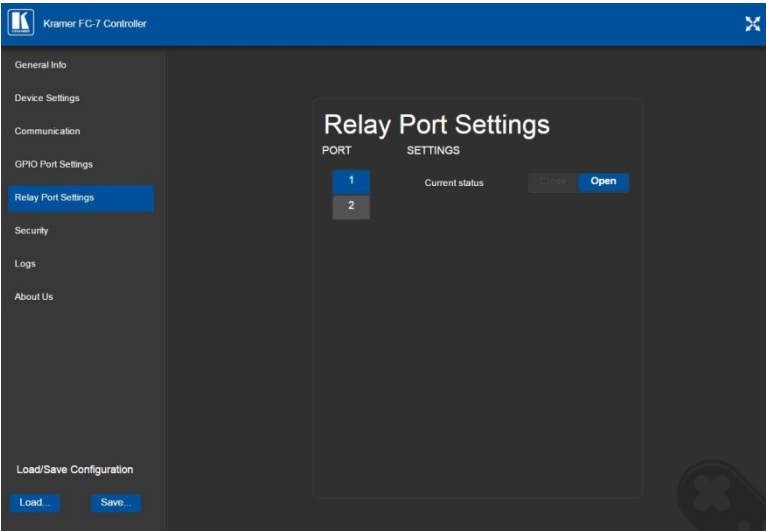 K
KRAMER
Kramer FC-7 Controller
General Info
Device Settings
Communication
GPIO Port Settings
Relay Port Settings
Security
Logs
About Us
Load/Save Configuration
Load...
Save...
Relay Port Settings
PORT
SETTINGS
1
2
Current status
Close
Open